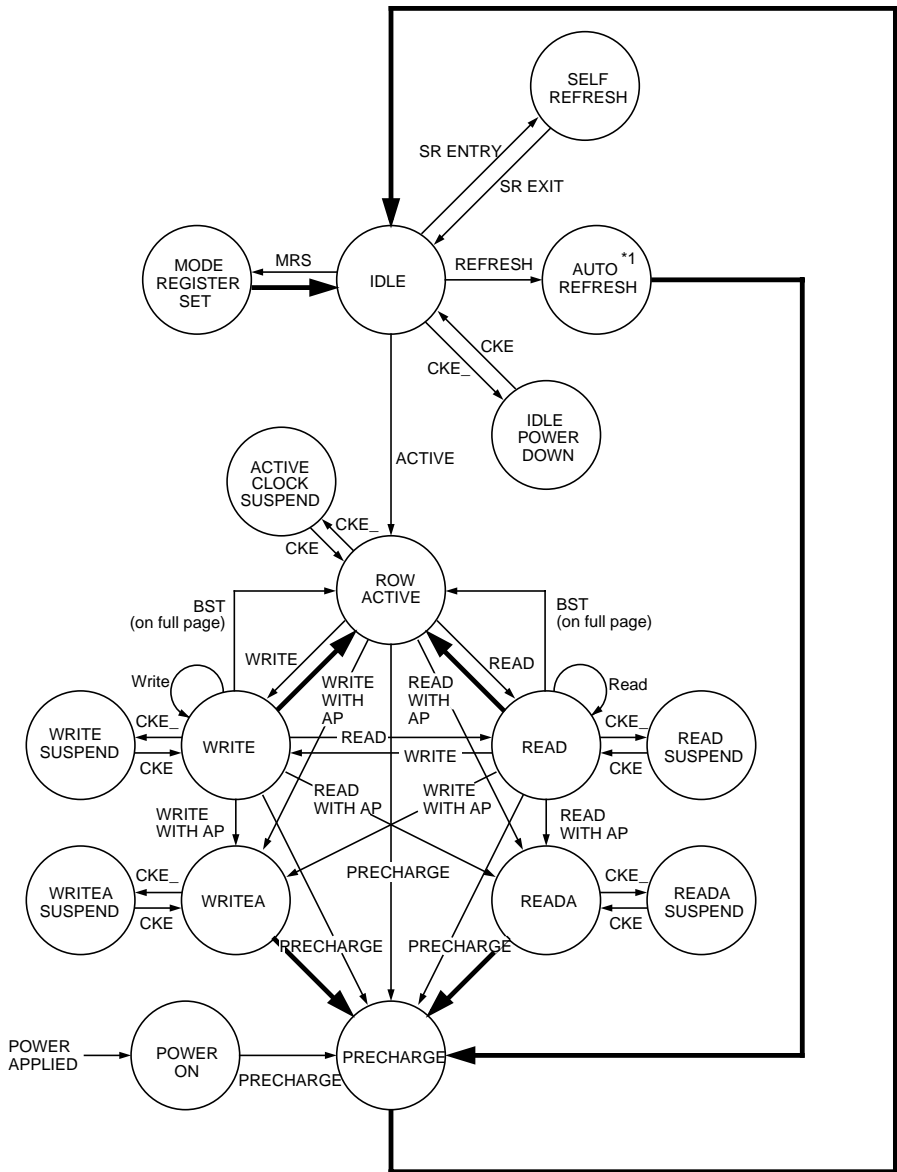 SELF
REFRESH
SR ENTRY
SR EXIT
MODE
REGISTER
SET
MRS
IDLE
REFRESH
AUTO *1
REFRESH
CKE
CKE_
IDLE
POWER
DOWN
ACTIVE
ACTIVE
CLOCK
SUSPEND
CKE_
CKE
ROW
ACTIVE
BST
(on full page)
BST
(on full page)
WRITE
READ
Write
WRITE
WITH
AP
READ
WITH
AP
Read
WRITE
SUSPEND
CKE_
CKE
WRITE
READ
WRITE
READ
CKE_
CKE
READ
SUSPEND
WRITE
WITH AP
READ
WITH AP
WRITE
WITH AP
READ
WITH AP
PRECHARGE
WRITEA
SUSPEND
CKE_
CKE
WRITEA
READA
CKE_
CKE
READA
SUSPEND
PRECHARGE
PRECHARGE
POWER
APPLIED
POWER
ON
PRECHARGE
PRECHARGE